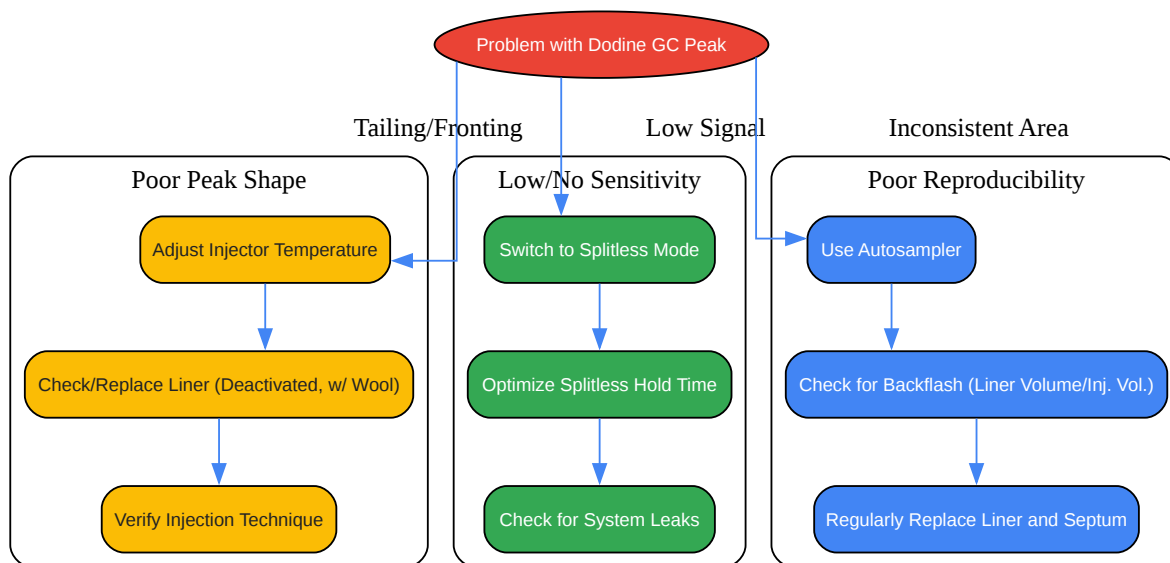 Problem with Dodine GC Peak
Tailing/Fronting
Low Signal
Inconsistent Area
Poor Peak Shape
Low/No Sensitivity
Poor Reproducibility
Adjust Injector Temperature
Switch to Splitless Mode
Use Autosampler
Check/Replace Liner (Deactivated, w/ Wool)
Optimize Splitless Hold Time
Check for Backflash (Liner Volume/Inj. Vol.)
Verify Injection Technique
Check for System Leaks
Regularly Replace Liner and Septum